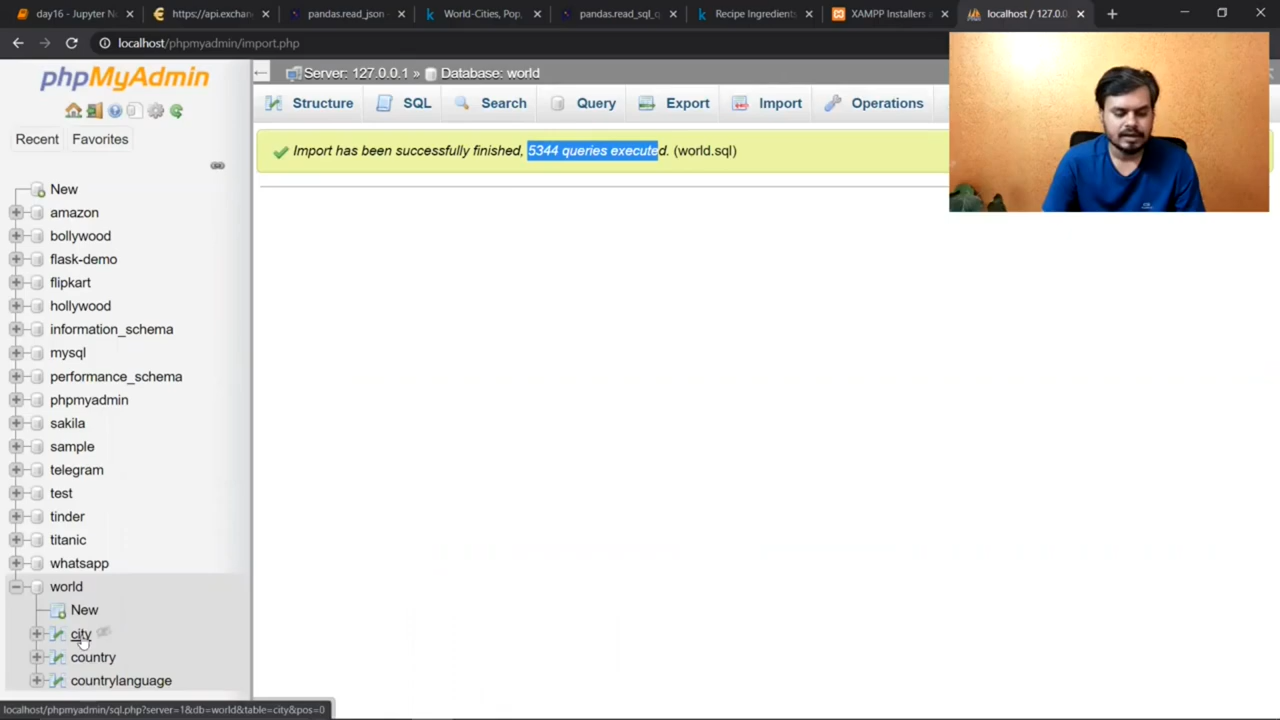 day16 - Jupyter N
https://api.exchan
pandas.read_json
World-Cities, Pop,
pandas.read_sql_q
Recipe Ingredients
XAMPP Installers a
localhost / 127.0.0
localhost/phpmyadmin/import.php
phpMyAdmin
Recent Favorites
New
amazon
bollywood
flask-demo
flipkart
hollywood
information_schema
mysql
performance_schema
phpmyadmin
sakila
sample
telegram
test
tinder
titanic
whatsapp
world
New
city
country
countrylanguage
Server: 127.0.0.1 » Database: world
Structure SQL Search Query Export Import Operations
Import has been successfully finished, 5344 queries executed. (world.sql)
localhost/phpmyadmin/sql.php?server=1&db=world&table=city&pos=0